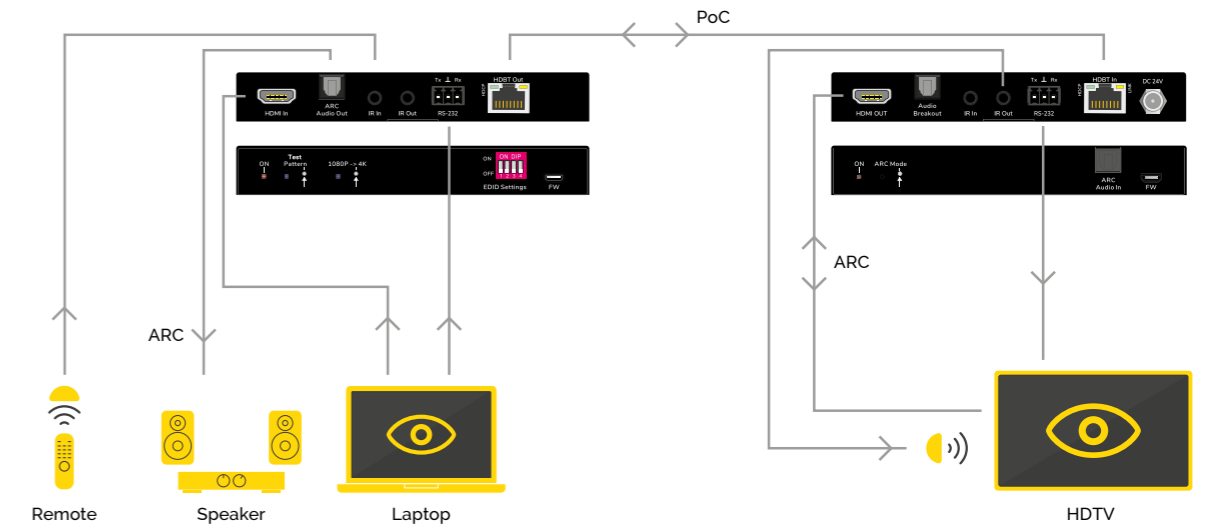 PoC
Tx ⊥ Rx
HDBT Out
HDCP
HDMI In
ARC
Audio Out
IR In
IR Out
RS-232
ON
Test
Pattern
1080P -> 4K
ON
OFF
ON DIP
1 2 3 4
EDID Settings
FW
Tx ⊥ Rx
HDBT In
HDCP
LINK
DC 24V
HDMI OUT
Audio
Breakout
IR In
IR Out
RS-232
ON
ARC Mode
ARC
Audio In
FW
ARC
ARC
Remote
Speaker
Laptop
HDTV